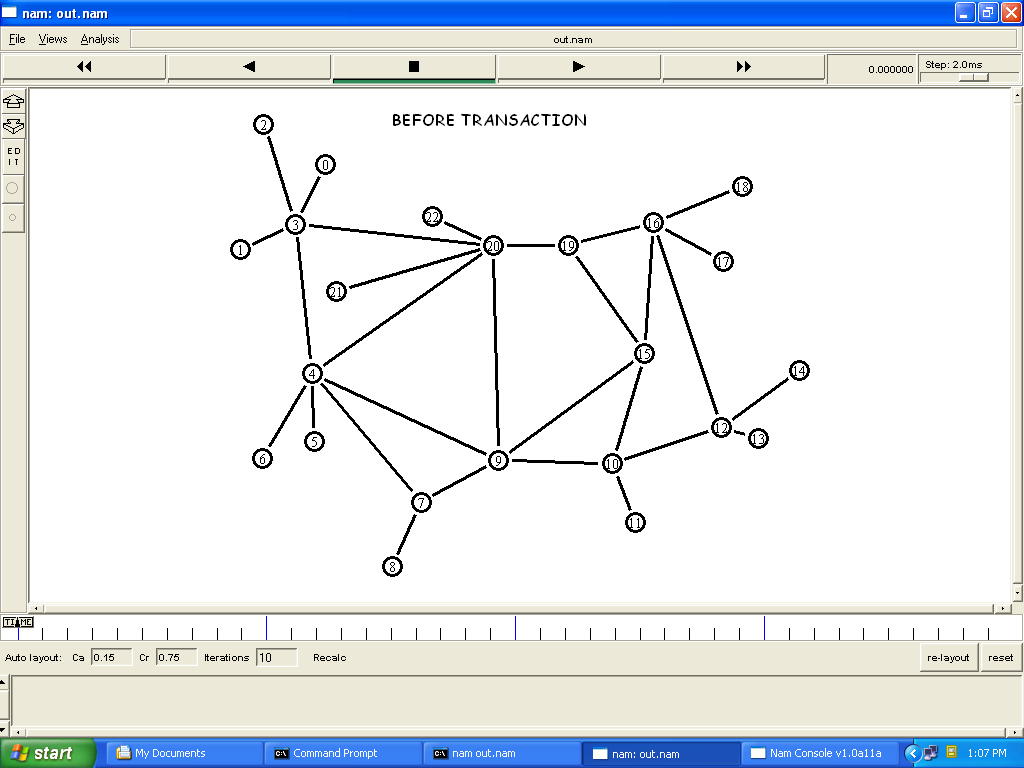 nam: out.nam
File Views Analysis out.nam
0.000000 Step: 2.0ms
BEFORE TRANSACTION
E D
I T
2
0
18
22
3
16
20
19
1
17
21
15
14
4
12
13
5
6
9
10
7
11
8
TIME
Auto layout: Ca 0.15 Cr 0.75 Iterations 10 Recalc re-layout reset
start My Documents Command Prompt nam out.nam nam: out.nam Nam Console v1.0a11a 1:07 PM